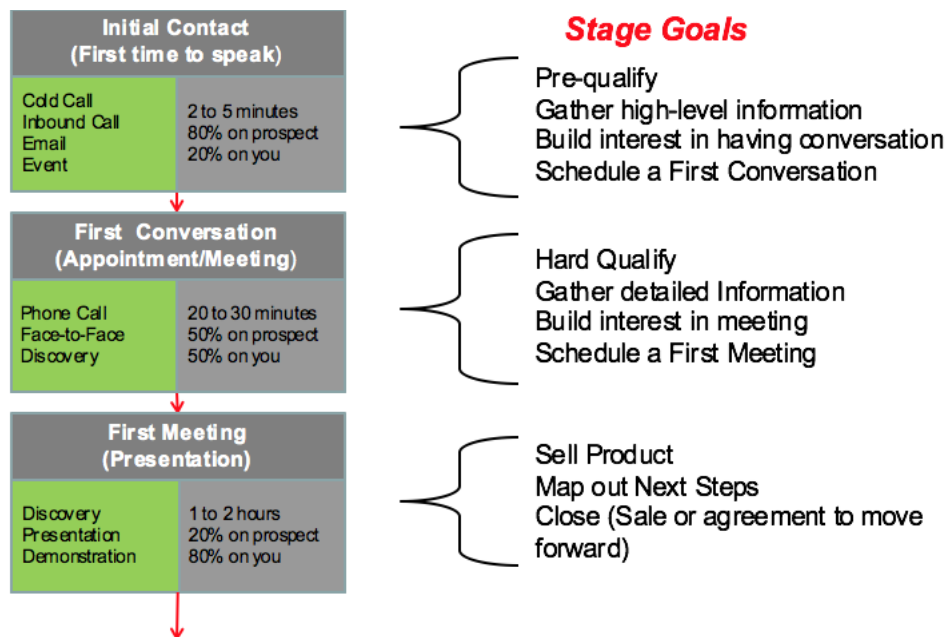 Initial Contact
(First time to speak)
Cold Call
Inbound Call
Email
Event
2 to 5 minutes
80% on prospect
20% on you
Stage Goals
Pre-qualify
Gather high-level information
Build interest in having conversation
Schedule a First Conversation
First Conversation
(Appointment/Meeting)
Phone Call
Face-to-Face
Discovery
20 to 30 minutes
50% on prospect
50% on you
Hard Qualify
Gather detailed Information
Build interest in meeting
Schedule a First Meeting
First Meeting
(Presentation)
Discovery
Presentation
Demonstration
1 to 2 hours
20% on prospect
80% on you
Sell Product
Map out Next Steps
Close (Sale or agreement to move
forward)